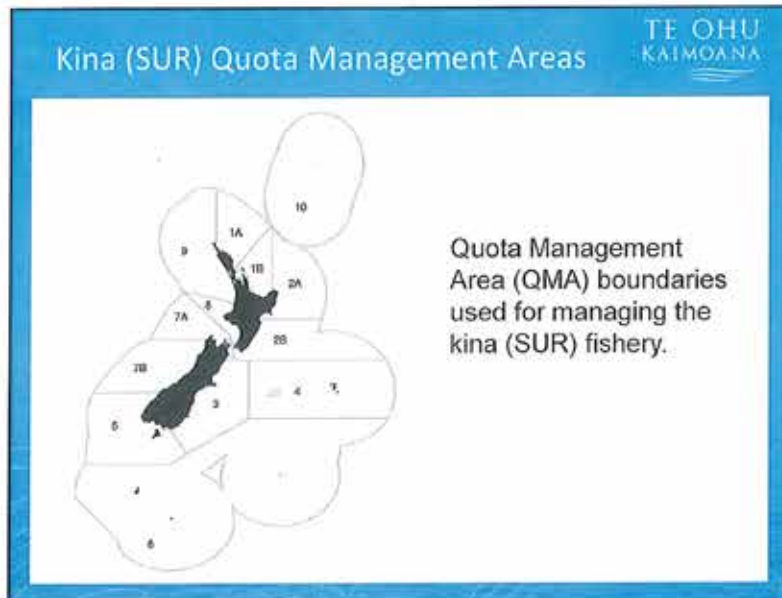 Kina (SUR) Quota Management Areas
TE OHU
KAIMOANA
10
1A
9
1B
2A
8
7A
2B
7B
4
3
5
6
Quota Management
Area (QMA) boundaries
used for managing the
kina (SUR) fishery.